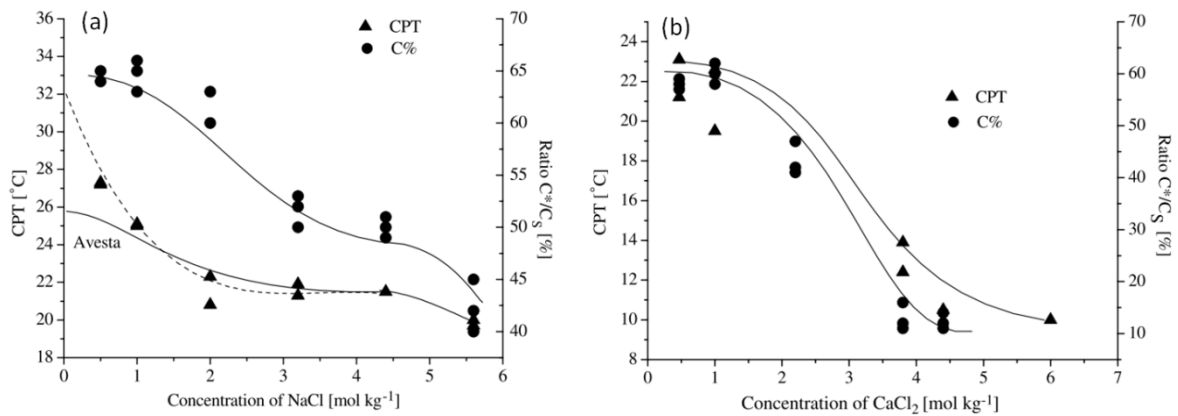 (a)
CPT
C%
Avesta
36
34
32
30
28
26
24
22
20
18
CPT [°C]
70
65
60
55
50
45
40
Ratio C*/Cs [%]
0 1 2 3 4 5 6
Concentration of NaCl [mol kg-1]
(b)
CPT
C%
24
22
20
18
16
14
12
10
8
CPT [°C]
70
60
50
40
30
20
10
Ratio C*/Cs [%]
0 1 2 3 4 5 6 7
Concentration of CaCl2 [mol kg-1]